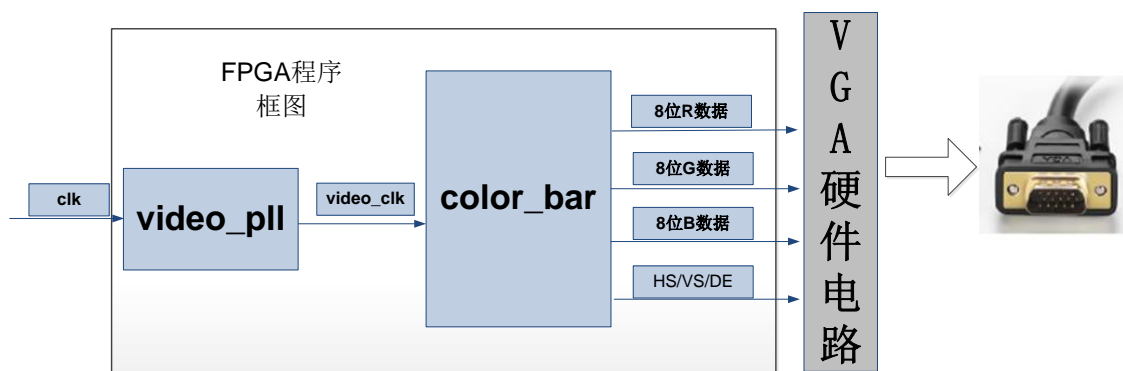 FPGA程序
框图
clk
video_pll
video_clk
color_bar
8位R数据
8位G数据
8位B数据
HS/VS/DE
V
G
A
硬
件
电
路
VGA